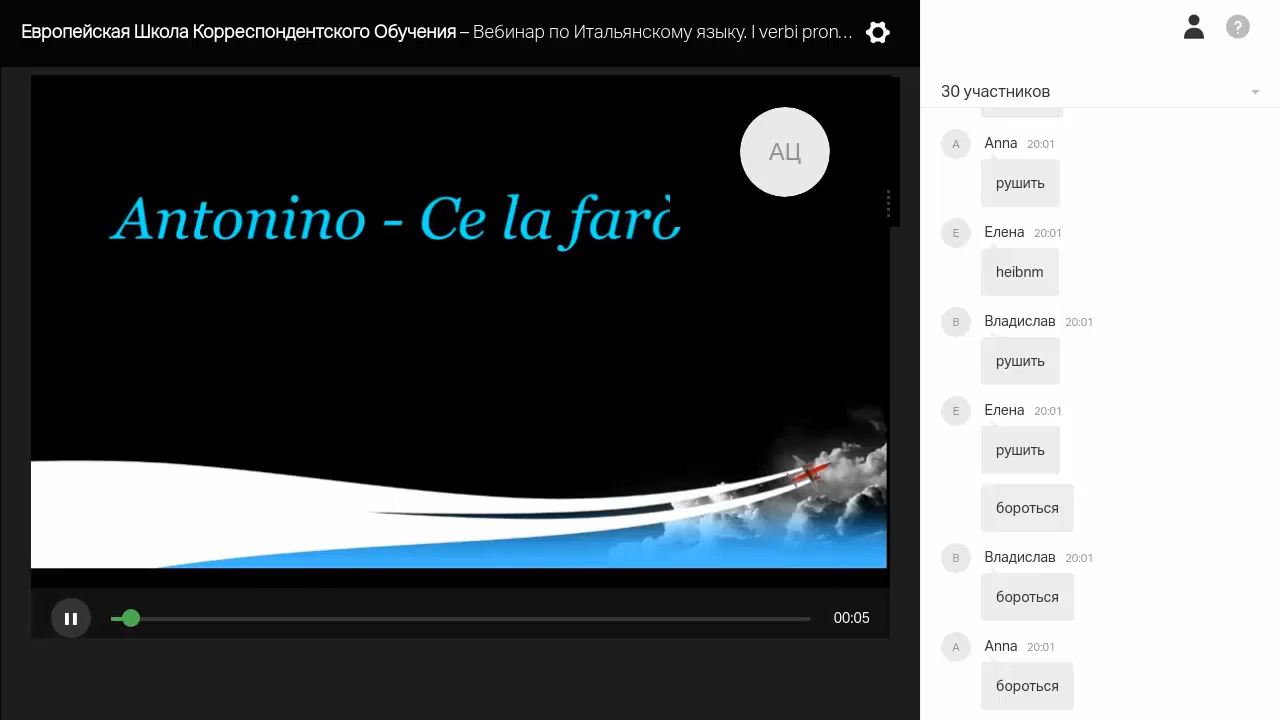 Европейская Школа Корреспондентского Обучения – Вебинар по Итальянскому языку. I verbi pron...
?
30 участников
АЦ
Antonino - Ce la farò
A
Anna 20:01
рушить
Е
Елена 20:01
heibnm
В
Владислав 20:01
рушить
Е
Елена 20:01
рушить
бороться
В
Владислав 20:01
бороться
A
Anna 20:01
бороться
00:05